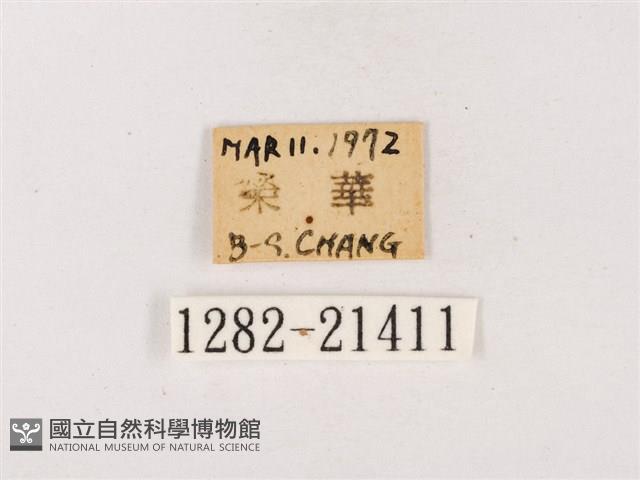 MAR 11. 1972
榮 華
B-S. CHANG
1282-21411
國立自然科學博物館
NATIONAL MUSEUM OF NATURAL SCIENCE